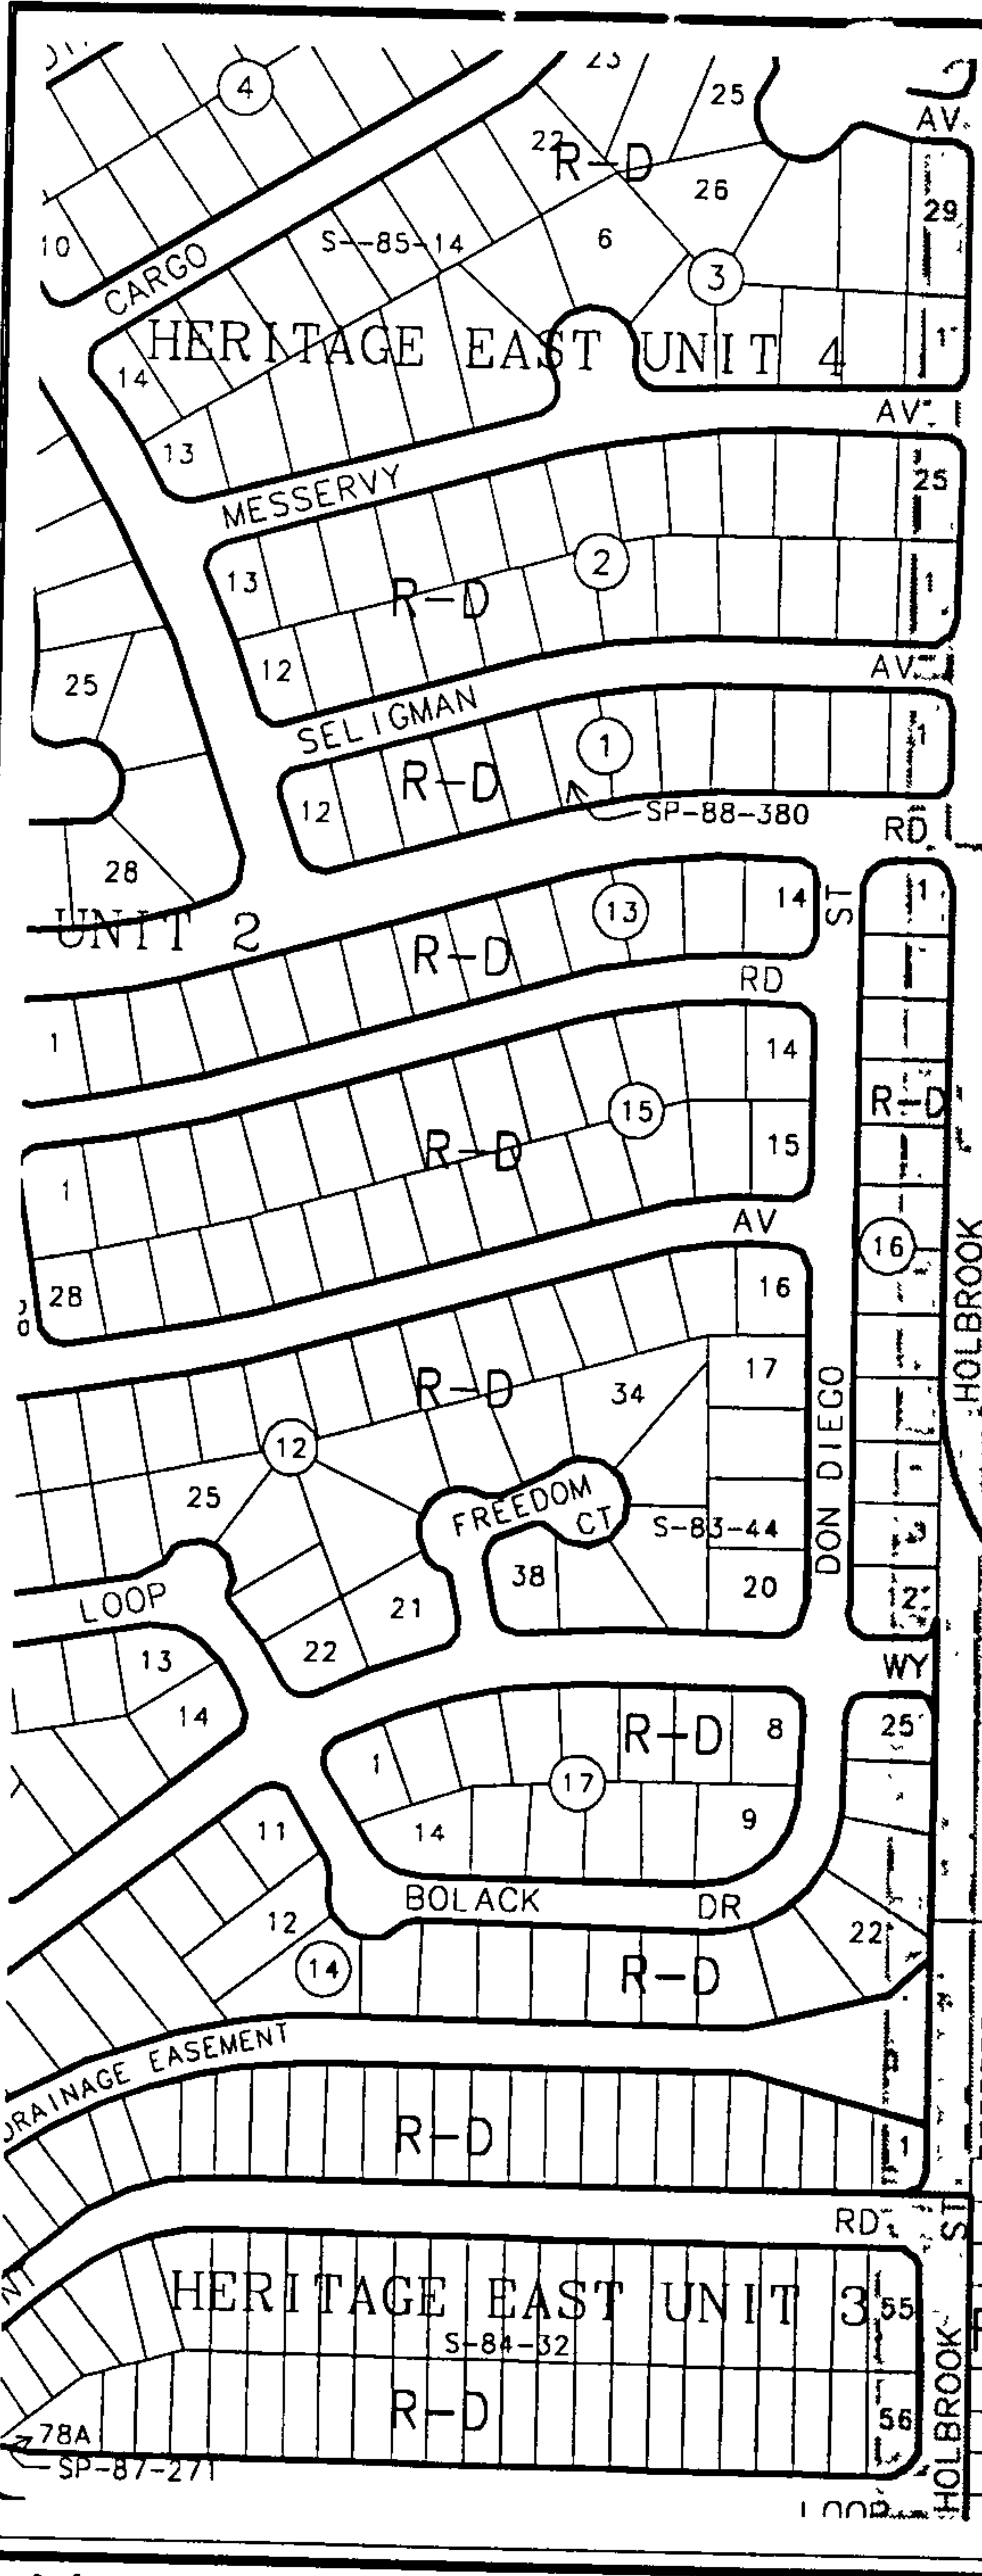 4
23
25
AV.
22
R-D
26
29
10
S-85-14
6
CARGO
3
HERITAGE EAST UNIT 4
1
14
AV.
13
25
MESSERVY
2
13
R-D
1
12
AV.
25
SELIGMAN
1
1
R-D
12
SP-88-380
RD.
28
14
ST
1
13
UNIT 2
R-D
RD
1
14
R-D
15
15
R-D
1
AV
16
HOLBROOK
28
16
17
R-D
34
DON DIEGO
12
25
FREEDOM
CT
S-83-44
3
38
20
2
LOOP
21
22
13
WY
14
25
R-D
8
1
17
9
14
11
BOLACK
DR
12
22
14
R-D
DRAINAGE EASEMENT
R-D
1
RD
ST
HERITAGE EAST UNIT 3
55
S-84-32
R-D
56
78A
HOLBROOK
SP-87-271
LOOP